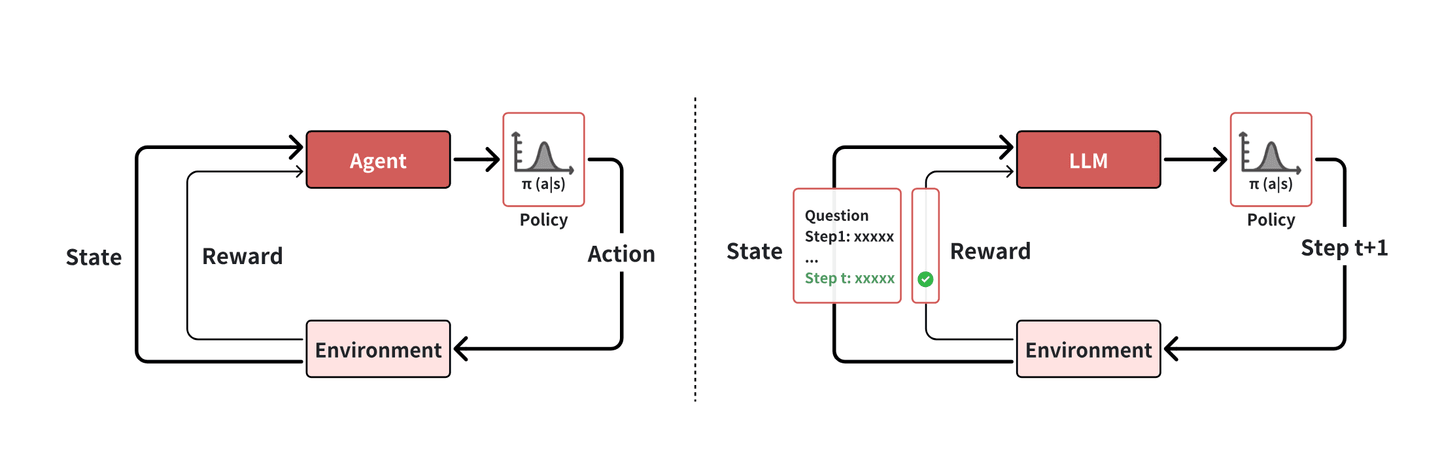 Agent
π (a|s)
Policy
State
Reward
Action
Environment
LLM
π (a|s)
Policy
State
Question
Step1: xxxxx
...
Step t: xxxxx
Reward
Step t+1
Environment